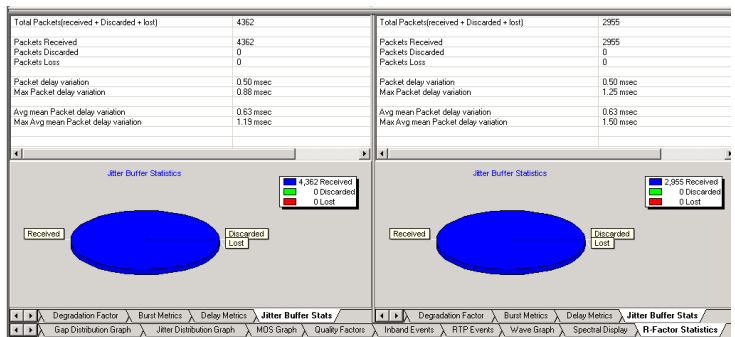 Total Packets(received + Discarded + lost) 4362
Packets Received 4362
Packets Discarded 0
Packets Loss 0
Packet delay variation 0.50 msec
Max Packet delay variation 0.88 msec
Avg mean Packet delay variation 0.63 msec
Max Avg mean Packet delay variation 1.19 msec
Jitter Buffer Statistics
4,362 Received
0 Discarded
0 Lost
Received
Discarded
Lost
Degradation Factor Burst Metrics Delay Metrics Jitter Buffer Stats
Total Packets(received + Discarded + lost) 2955
Packets Received 2955
Packets Discarded 0
Packets Loss 0
Packet delay variation 0.50 msec
Max Packet delay variation 1.25 msec
Avg mean Packet delay variation 0.63 msec
Max Avg mean Packet delay variation 1.50 msec
Jitter Buffer Statistics
2,955 Received
0 Discarded
0 Lost
Received
Discarded
Lost
Degradation Factor Burst Metrics Delay Metrics Jitter Buffer Stats
Gap Distribution Graph Jitter Distribution Graph MOS Graph Quality Factors Inband Events RTP Events Wave Graph Spectral Display R-Factor Statistics